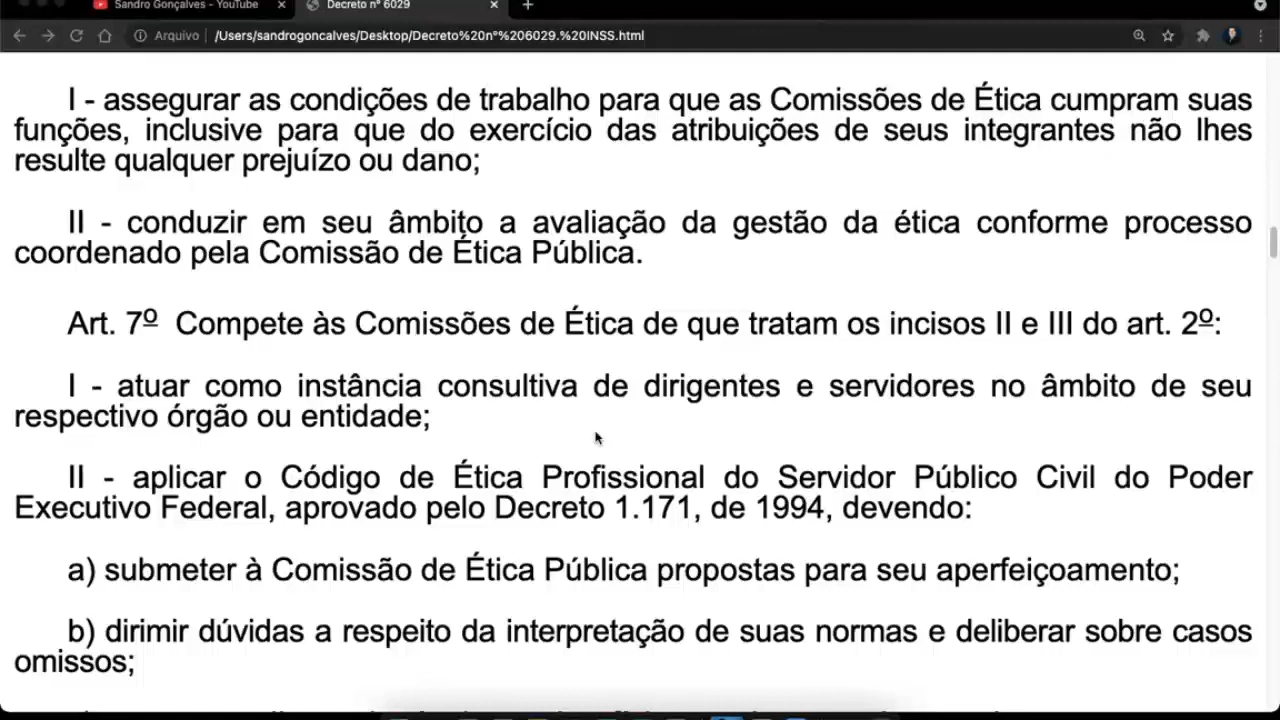 Sandro Gonçalves - YouTube
Decreto nº 6029
Arquivo
/Users/sandrogoncalves/Desktop/Decreto%20n°%206029.%20INSS.html
I - assegurar as condições de trabalho para que as Comissões de Ética cumpram suas
funções, inclusive para que do exercício das atribuições de seus integrantes não lhes
resulte qualquer prejuízo ou dano;
II - conduzir em seu âmbito a avaliação da gestão da ética conforme processo
coordenado pela Comissão de Ética Pública.
Art. 7º Compete às Comissões de Ética de que tratam os incisos II e III do art. 2º:
I - atuar como instância consultiva de dirigentes e servidores no âmbito de seu
respectivo órgão ou entidade;
II - aplicar o Código de Ética Profissional do Servidor Público Civil do Poder
Executivo Federal, aprovado pelo Decreto 1.171, de 1994, devendo:
a) submeter à Comissão de Ética Pública propostas para seu aperfeiçoamento;
b) dirimir dúvidas a respeito da interpretação de suas normas e deliberar sobre casos
omissos;